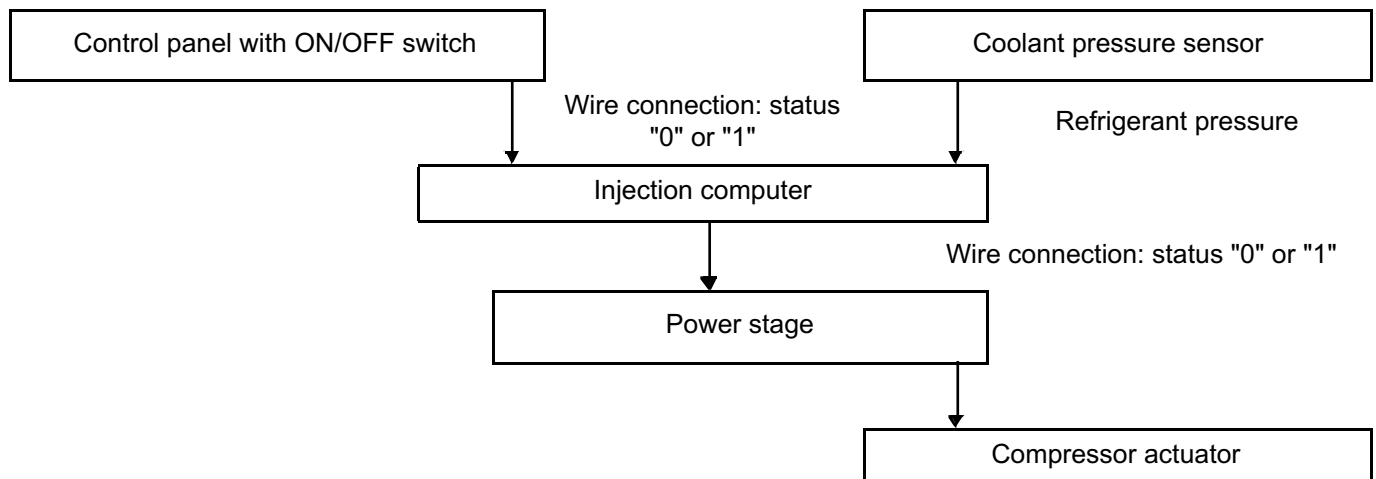 Control panel with ON/OFF switch
Coolant pressure sensor
Wire connection: status
"0" or "1"
Refrigerant pressure
Injection computer
Wire connection: status "0" or "1"
Power stage
Compressor actuator